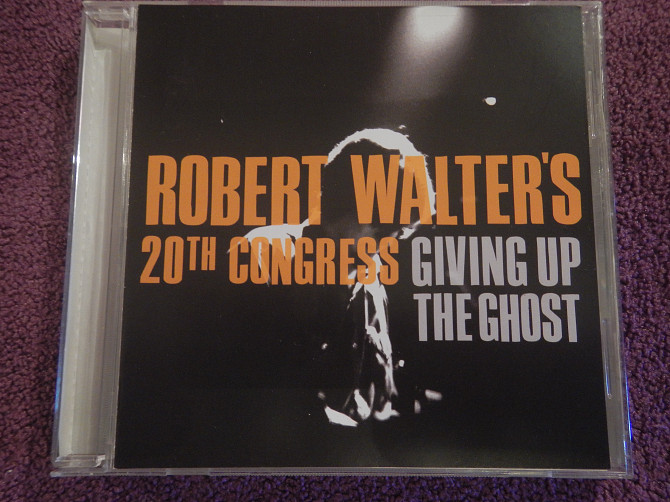 ROBERT WALTER'S
20TH CONGRESS GIVING UP
THE GHOST